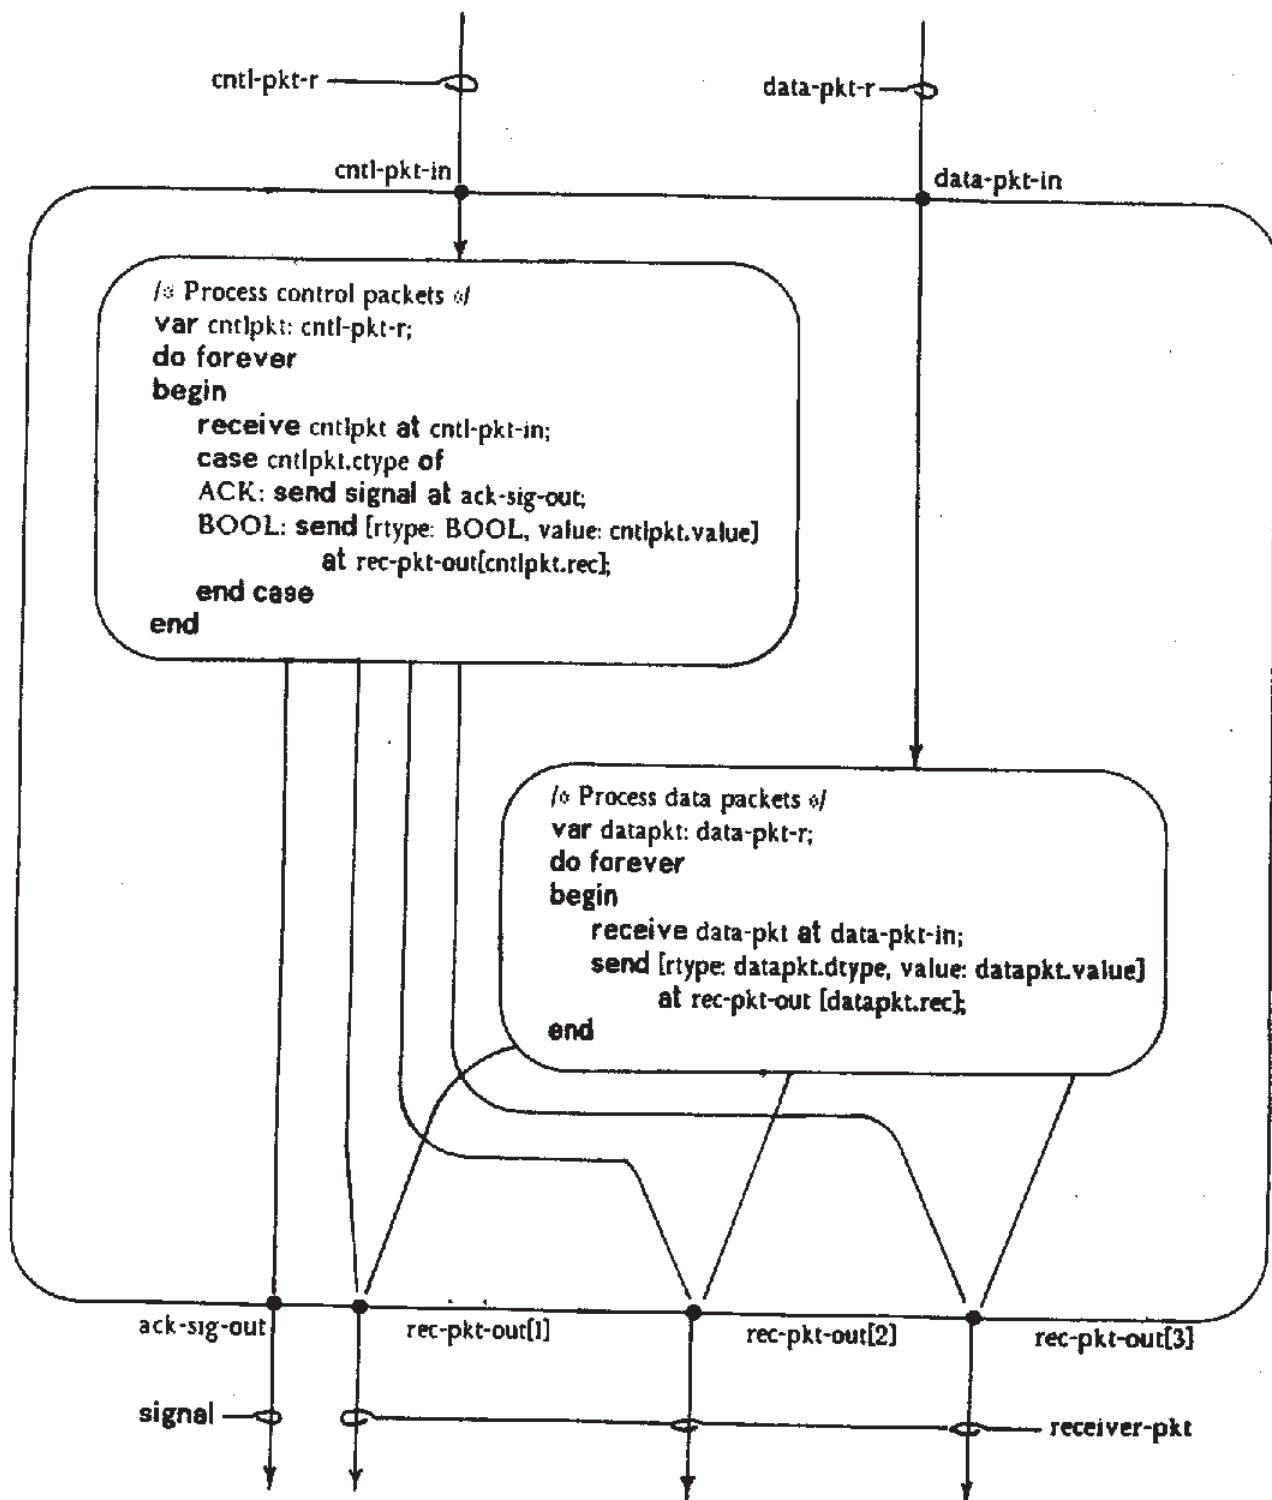 cntl-pkt-r
data-pkt-r
cntl-pkt-in
data-pkt-in
/* Process control packets */
var cntlpkt: cntl-pkt-r;
do forever
begin
receive cntlpkt at cntl-pkt-in;
case cntlpkt.ctype of
ACK: send signal at ack-sig-out;
BOOL: send [rtype: BOOL, value: cntlpkt.value]
at rec-pkt-out[cntlpkt.rec];
end case
end
/* Process data packets */
var datapkt: data-pkt-r;
do forever
begin
receive data-pkt at data-pkt-in;
send [rtype: datapkt.dtype, value: datapkt.value]
at rec-pkt-out [datapkt.rec];
end
ack-sig-out
rec-pkt-out[1]
rec-pkt-out[2]
rec-pkt-out[3]
signal
receiver-pkt